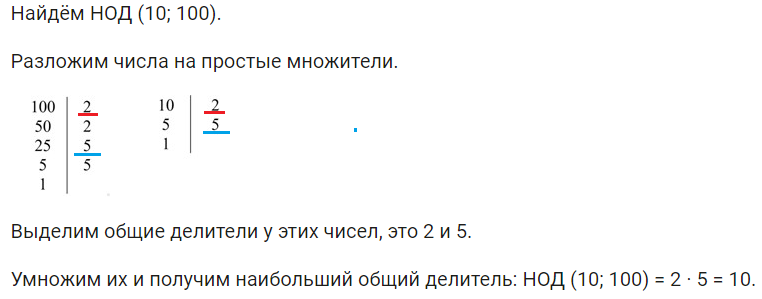 Найдём НОД (10; 100).
Разложим числа на простые множители.
100 | 2 10 | 2
50 | 2 5 | 5
25 | 5 1 |
5 | 5
1 |
Выделим общие делители у этих чисел, это 2 и 5.
Умножим их и получим наибольший общий делитель: НОД (10; 100) = 2 · 5 = 10.